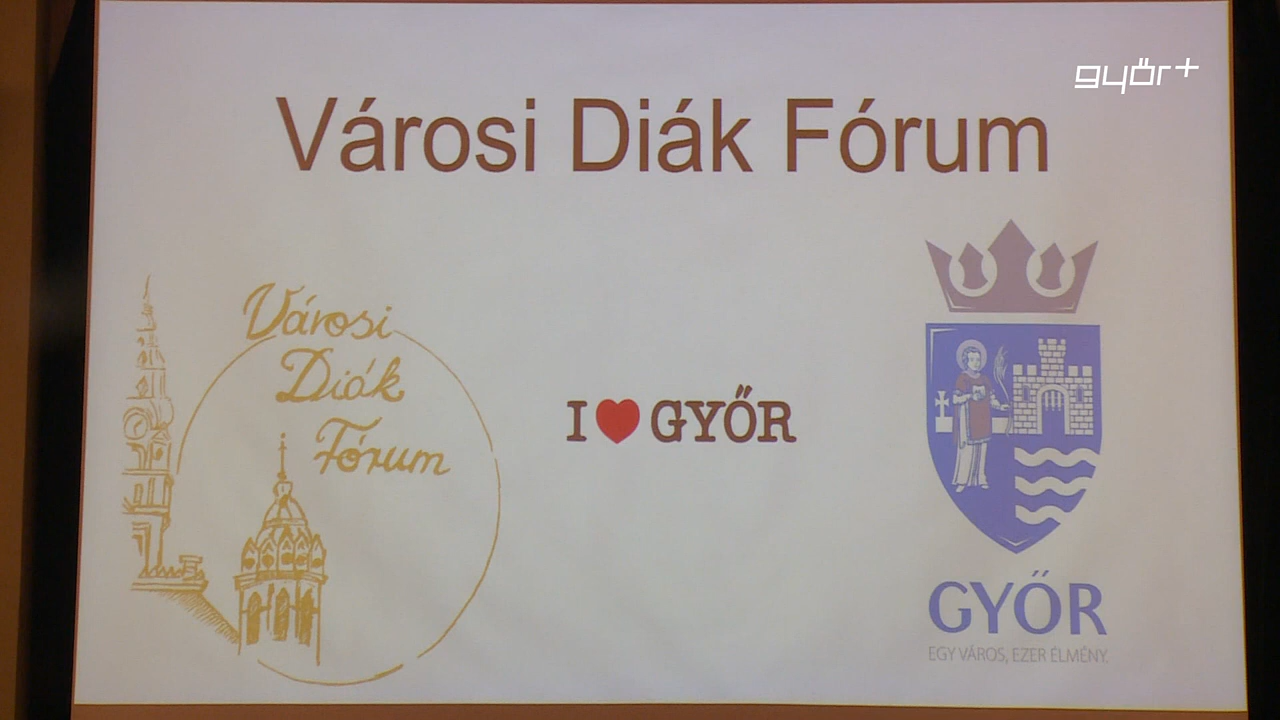 győr+
Városi Diák Fórum
Városi
Diák
Fórum
I ♥ GYŐR
GYŐR
EGY VÁROS, EZER ÉLMÉNY.